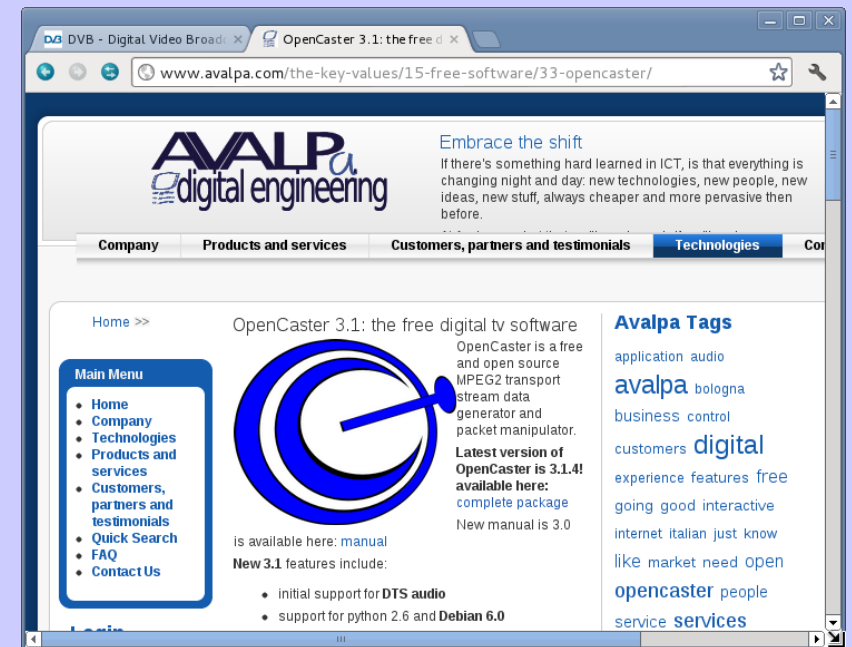 DVB DVB - Digital Video Broad
OpenCaster 3.1: the free d
www.avalpa.com/the-key-values/15-free-software/33-opencaster/
AVALPa
digital engineering
Embrace the shift
If there's something hard learned in ICT, is that everything is
changing night and day: new technologies, new people, new
ideas, new stuff, always cheaper and more pervasive then
before.
Company
Products and services
Customers, partners and testimonials
Technologies
Con
Home >>
Main Menu
Home
Company
Technologies
Products and
services
Customers,
partners and
testimonials
Quick Search
FAQ
Contact Us
Login
OpenCaster 3.1: the free digital tv software
OpenCaster is a free
and open source
MPEG2 transport
stream data
generator and
packet manipulator.
Latest version of
OpenCaster is 3.1.4!
available here:
complete package
New manual is 3.0
is available here: manual
New 3.1 features include:
initial support for DTS audio
support for python 2.6 and Debian 6.0
Avalpa Tags
application audio
avalpa bologna
business control
customers digital
experience features free
going good interactive
internet italian just know
like market need open
opencaster people
service services